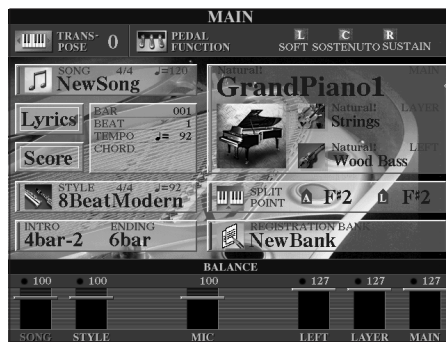 MAIN
TRANS-
POSE 0
PEDAL
FUNCTION
L C R
SOFT SOSTENUTO SUSTAIN
SONG 4/4 ♩=120
NewSong
Lyrics
Score
BAR 001
BEAT 1
TEMPO ♩= 92
CHORD
STYLE 4/4 ♩=92
8BeatModern
INTRO ENDING
4bar-2 6bar
Natural! MAIN
GrandPiano1
Natural! LAYER
Strings
Natural! LEFT
Wood Bass
SPLIT
POINT A F♯2 L F♯2
REGISTRATION BANK
NewBank
BALANCE
100 100 100 127 127 127
SONG STYLE MIC LEFT LAYER MAIN